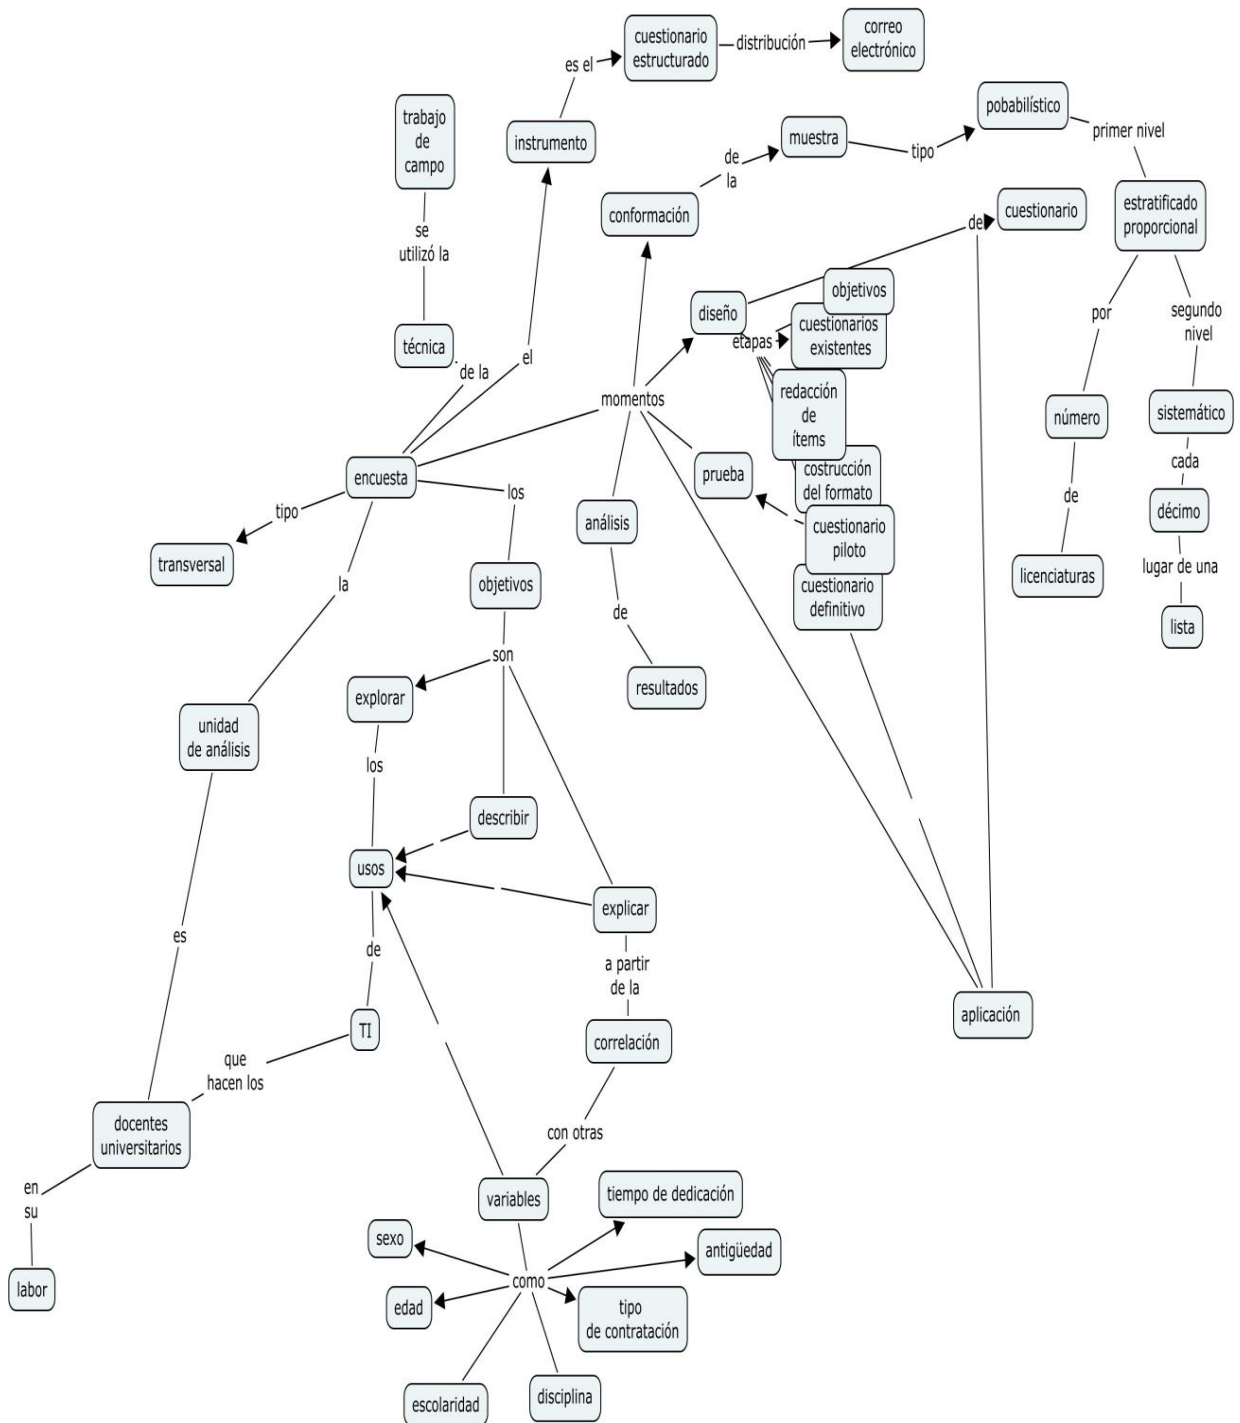 cuestionario
estructurado
distribución
correo
electrónico
es el
trabajo
de
campo
instrumento
pobabilístico
muestra
primer nivel
tipo
de
la
se
utilizó la
conformación
estratificado
proporcional
cuestionario
de
diseño
objetivos
etapas
cuestionarios
existentes
por
segundo
nivel
técnica
de la
el
momentos
redacción
de
ítems
número
sistemático
encuesta
prueba
costrucción
del formato
cada
los
de
décimo
tipo
análisis
cuestionario
piloto
transversal
la
objetivos
cuestionario
definitivo
licenciaturas
lugar de una
de
lista
son
explorar
resultados
unidad
de análisis
los
describir
usos
explicar
es
de
a partir
de la
TI
correlación
aplicación
que
hacen los
docentes
universitarios
con otras
en
su
variables
tiempo de dedicación
sexo
antigüedad
labor
como
edad
tipo
de contratación
escolaridad
disciplina